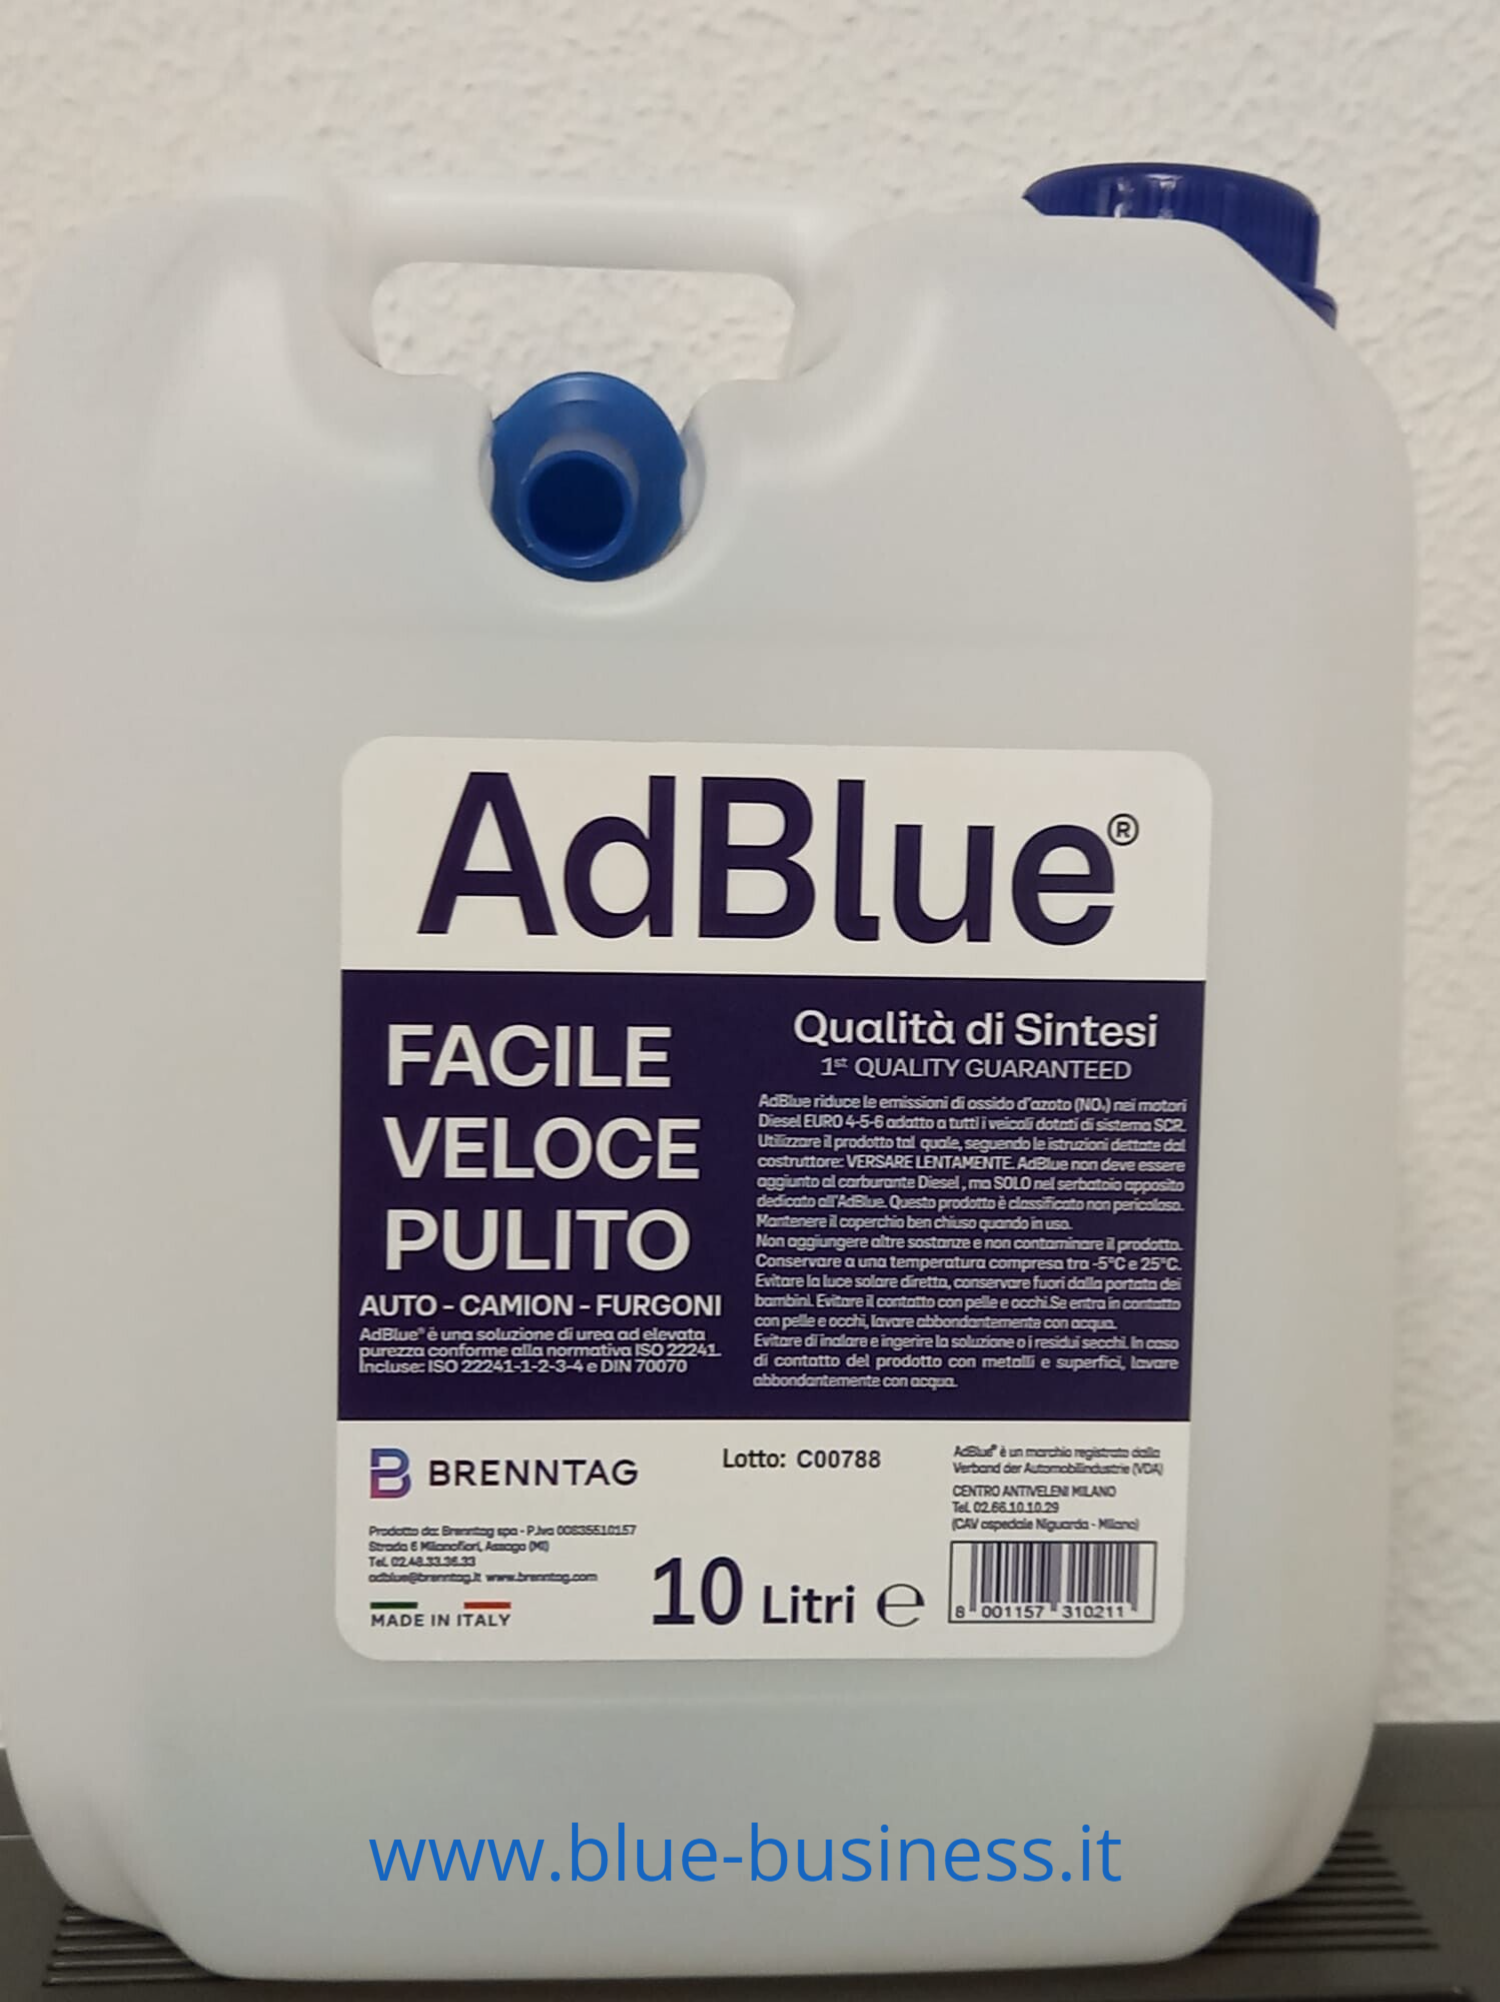 AdBlue®
FACILE
VELOCE
PULITO
AUTO - CAMION - FURGONI
AdBlue® è una soluzione di urea ad elevata
purezza conforme alla normativa ISO 22241.
Incluse: ISO 22241-1-2-3-4 e DIN 70070
Qualità di Sintesi
1st QUALITY GUARANTEED
AdBlue riduce le emissioni di ossido d'azoto (NOx) nei motori
Diesel EURO 4-5-6 adatto a tutti i veicoli dotati di sistema SCR.
Utilizzare il prodotto tal quale, seguendo le istruzioni dettate dal
costruttore: VERSARE LENTAMENTE. AdBlue non deve essere
aggiunto al carburante Diesel , ma SOLO nel serbatoio apposito
dedicato all'AdBlue. Questo prodotto è classificato non pericoloso.
Mantenere il coperchio ben chiuso quando in uso.
Non aggiungere altre sostanze e non contaminare il prodotto.
Conservare a una temperatura compresa tra -5°C e 25°C.
Evitare la luce solare diretta, conservare fuori dalla portata dei
bambini. Evitare il contatto con pelle e occhi.Se entra in contatto
con pelle e occhi, lavare abbondantemente con acqua.
Evitare di inalare e ingerire la soluzione o i residui secchi. In caso
di contatto del prodotto con metalli e superfici, lavare
abbondantemente con acqua.
BRENNTAG
Prodotto da: Brenntag spa - P.Iva 00835510157
Strada 6 Milanofiori, Assago (MI)
Tel. 02.48.33.36.33
adblue@brenntag.it www.brenntag.com
MADE IN ITALY
Lotto: C00788
10 Litri ℮
AdBlue® è un marchio registrato dalla
Verband der Automobilindustrie (VDA)
CENTRO ANTIVELENI MILANO
Tel. 02.66.10.10.29
(CAV ospedale Niguarda - Milano)
8 001157 310211
www.blue-business.it